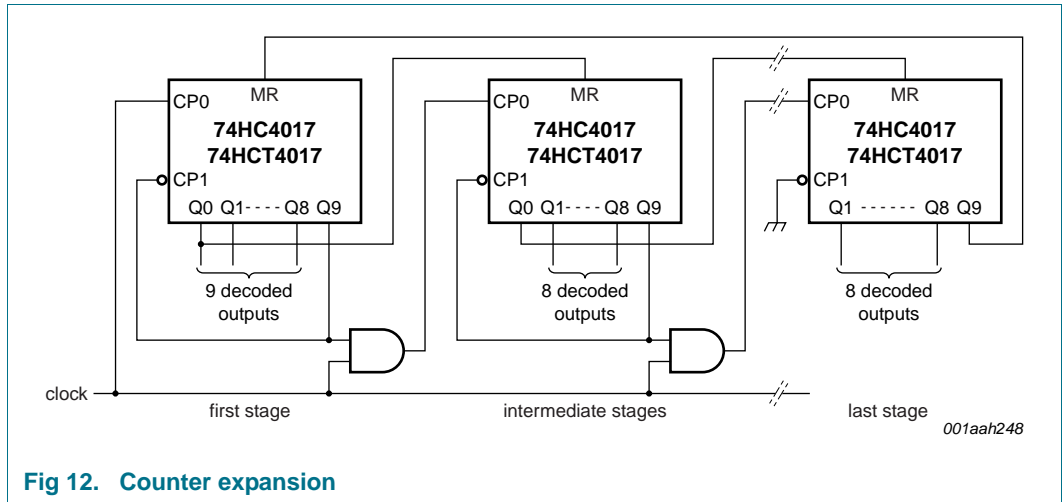 MR MR MR
CP0 CP0 CP0
74HC4017 74HC4017 74HC4017
74HCT4017 74HCT4017 74HCT4017
CP1 CP1 CP1
Q0 Q1 - - - - Q8 Q9 Q0 Q1 - - - - Q8 Q9 Q1 - - - - - - Q8 Q9
9 decoded 8 decoded 8 decoded
outputs outputs outputs
clock
first stage intermediate stages last stage
001aah248
Fig 12. Counter expansion